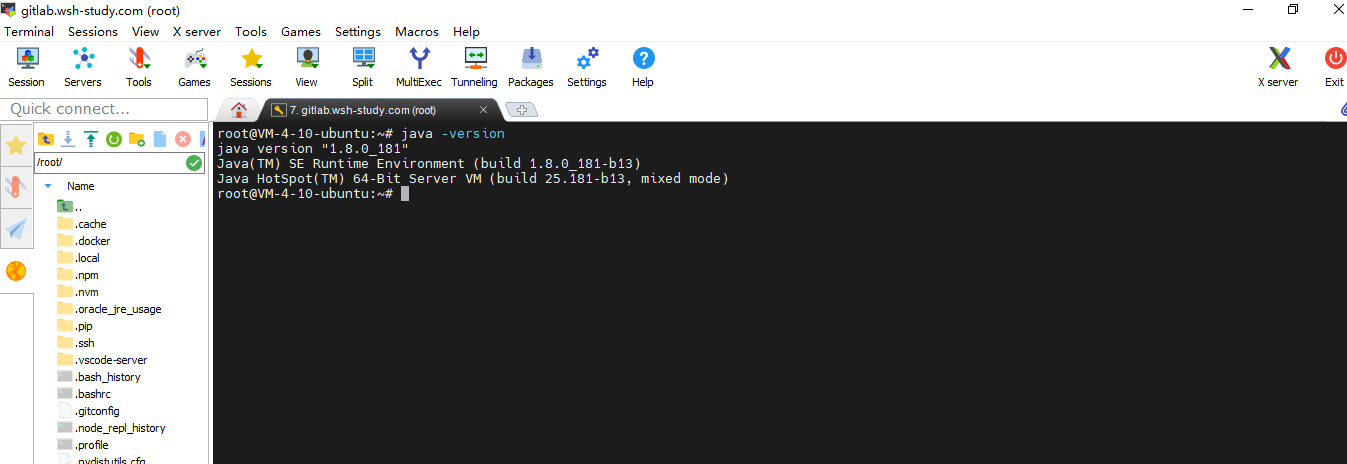 gitlab.wsh-study.com (root)
Terminal Sessions View X server Tools Games Settings Macros Help
Session Servers Tools Games Sessions View Split MultiExec Tunneling Packages Settings Help X server Exit
Quick connect...
7. gitlab.wsh-study.com (root)
/root/
Name
..
.cache
.docker
.local
.npm
.nvm
.oracle_jre_usage
.pip
.ssh
.vscode-server
.bash_history
.bashrc
.gitconfig
.node_repl_history
.profile
.pydistutils.cfg
root@VM-4-10-ubuntu:~# java -version
java version "1.8.0_181"
Java(TM) SE Runtime Environment (build 1.8.0_181-b13)
Java HotSpot(TM) 64-Bit Server VM (build 25.181-b13, mixed mode)
root@VM-4-10-ubuntu:~#